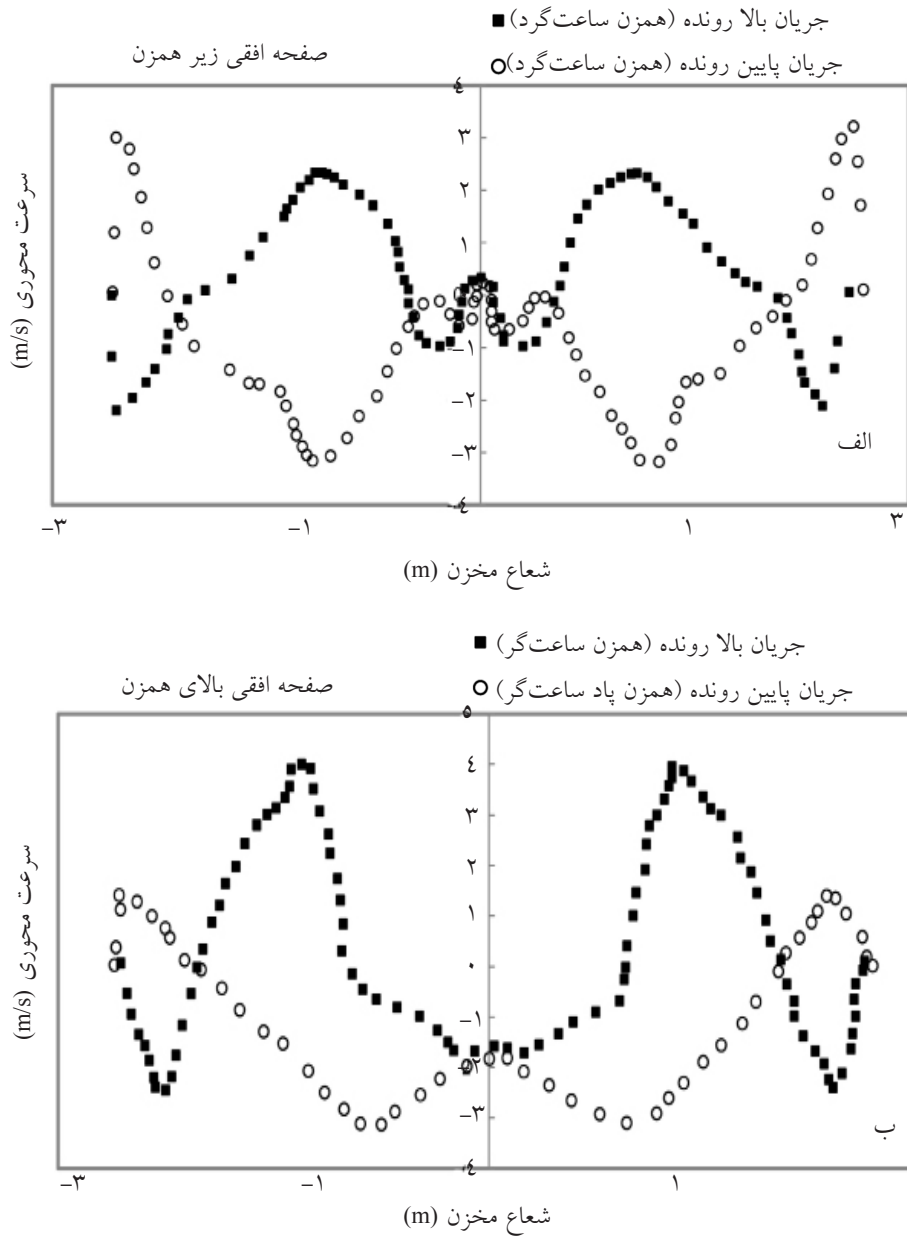 جریان بالا رونده (همزن ساعت‌گرد) ■
صفحه افقی زیر همزن
جریان پایین رونده (همزن ساعت‌گرد) ○
٤
٣
٢
١
−١
−٢
−٣
−٤
سرعت محوری (m/s)
الف
−٣ −١ ١ ٣
شعاع مخزن (m)
جریان بالا رونده (همزن ساعت‌گر) ■
صفحه افقی بالای همزن
جریان پایین رونده (همزن پاد ساعت‌گر) ○
٥
٤
٣
٢
١
٠
−١
−٢
−٣
−٤
سرعت محوری (m/s)
ب
−٣ −١ ١
شعاع مخزن (m)